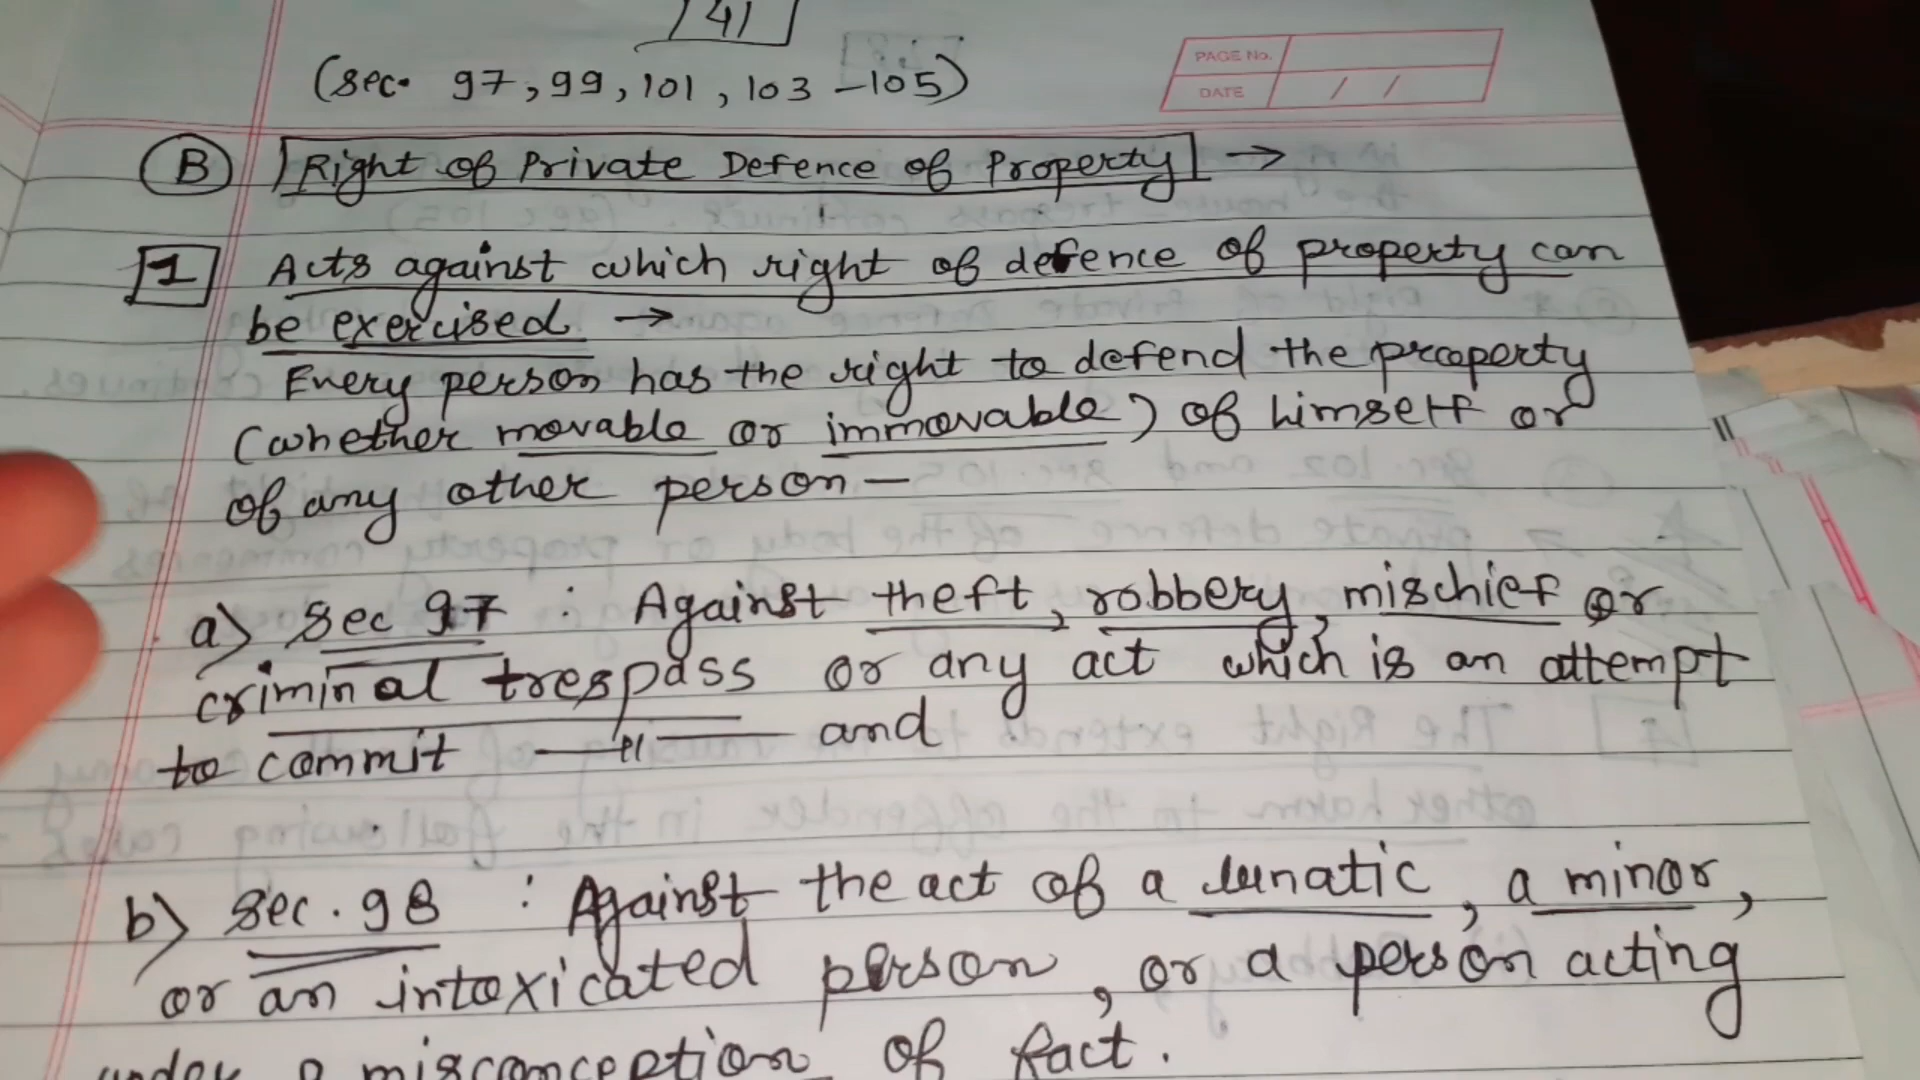 41
(sec. 97, 99, 101, 103 - 105)
PAGE No.
DATE / /
B Right of Private Defence of Property →
1 Acts against which right of defence of property can
be exercised →
Every person has the right to defend the property
(whether movable or immovable) of himself or
of any other person —
a) Sec 97 : Against theft, robbery, mischief or
criminal trespass or any act which is an attempt
to commit —"— and
b) Sec. 98 : Against the act of a lunatic, a minor,
or an intoxicated person, or a person acting
under a misconception of fact.